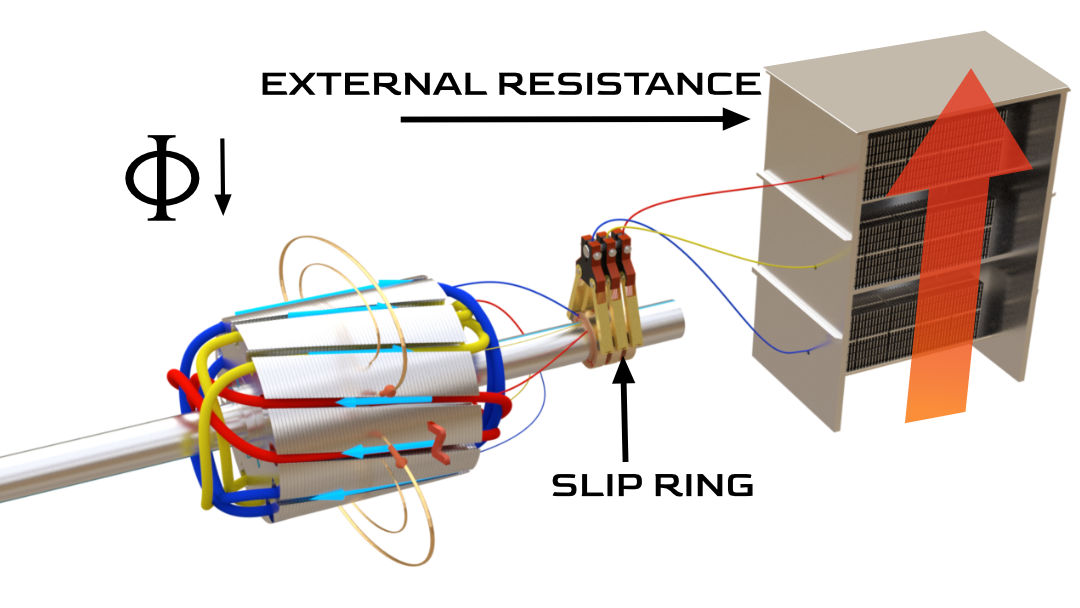 EXTERNAL RESISTANCE
Φ
SLIP RING